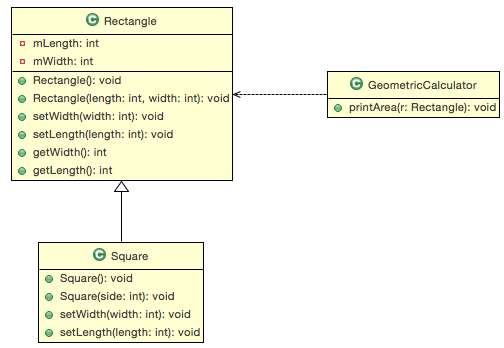 Rectangle
mLength: int
mWidth: int
Rectangle(): void
Rectangle(length: int, width: int): void
setWidth(width: int): void
setLength(length: int): void
getWidth(): int
getLength(): int
GeometricCalculator
printArea(r: Rectangle): void
Square
Square(): void
Square(side: int): void
setWidth(width: int): void
setLength(length: int): void